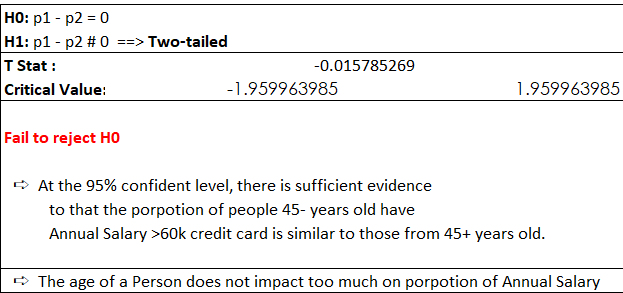 H0: p1 - p2 = 0
H1: p1 - p2 # 0 ==> Two-tailed
T Stat : -0.015785269
Critical Value: -1.959963985 1.959963985
Fail to reject H0
➪ At the 95% confident level, there is sufficient evidence
to that the porpotion of people 45- years old have
Annual Salary >60k credit card is similar to those from 45+ years old.
➪ The age of a Person does not impact too much on porpotion of Annual Salary